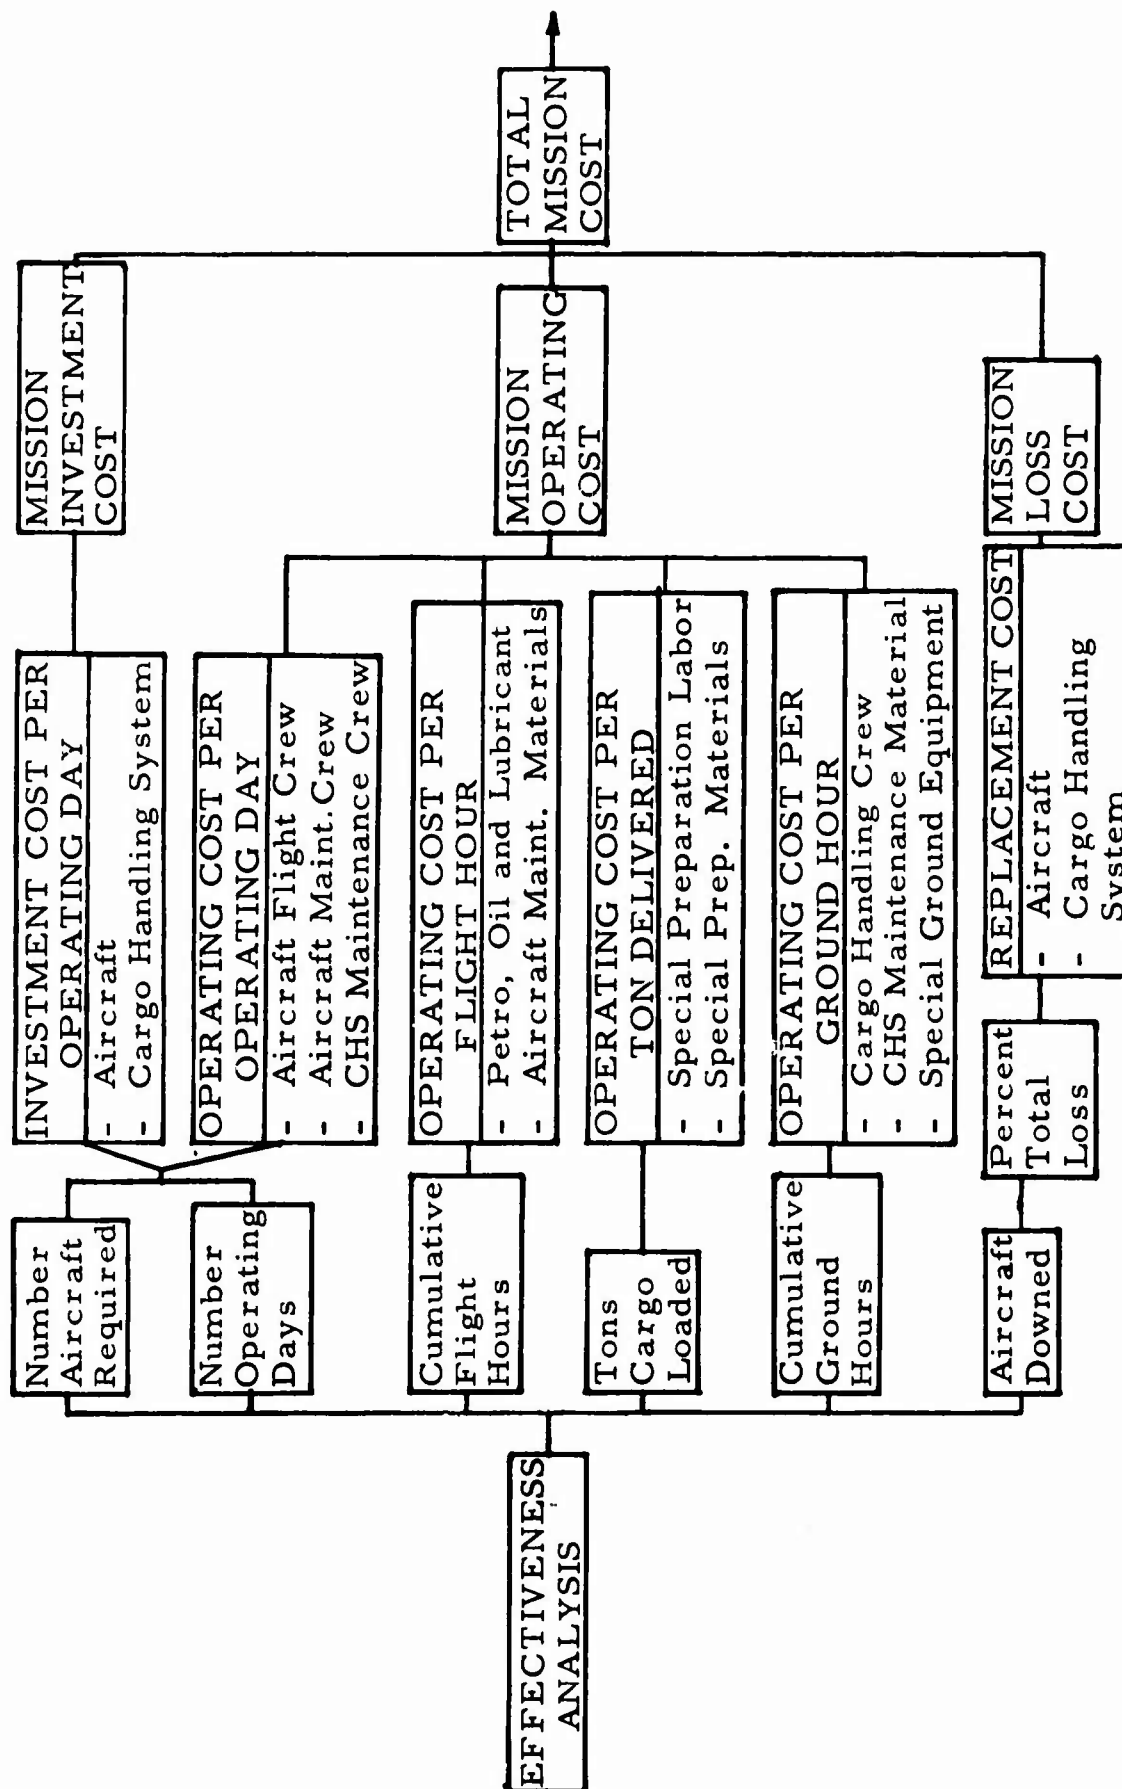 EFFECTIVENESS
ANALYSIS
Number
Aircraft
Required
Number
Operating
Days
Cumulative
Flight
Hours
Tons
Cargo
Loaded
Cumulative
Ground
Hours
Aircraft
Downed
Percent
Total
Loss
INVESTMENT COST PER
OPERATING DAY
- Aircraft
- Cargo Handling System
OPERATING COST PER
OPERATING DAY
- Aircraft Flight Crew
- Aircraft Maint.Crew
- CHS Maintenance Crew
OPERATING COST PER
FLIGHT HOUR
- Petro, Oil and Lubricant
- Aircraft Maint. Materials
OPERATING COST PER
TON DELIVERED
- Special Preparation Labor
- Special Prep. Materials
OPERATING COST PER
GROUND HOUR
- Cargo Handling Crew
- CHS Maintenance Material
- Special Ground Equipment
REPLACEMENT COST
- Aircraft
- Cargo Handling
System
MISSION
INVESTMENT
COST
MISSION
OPERATING
COST
MISSION
LOSS
COST
TOTAL
MISSION
COST